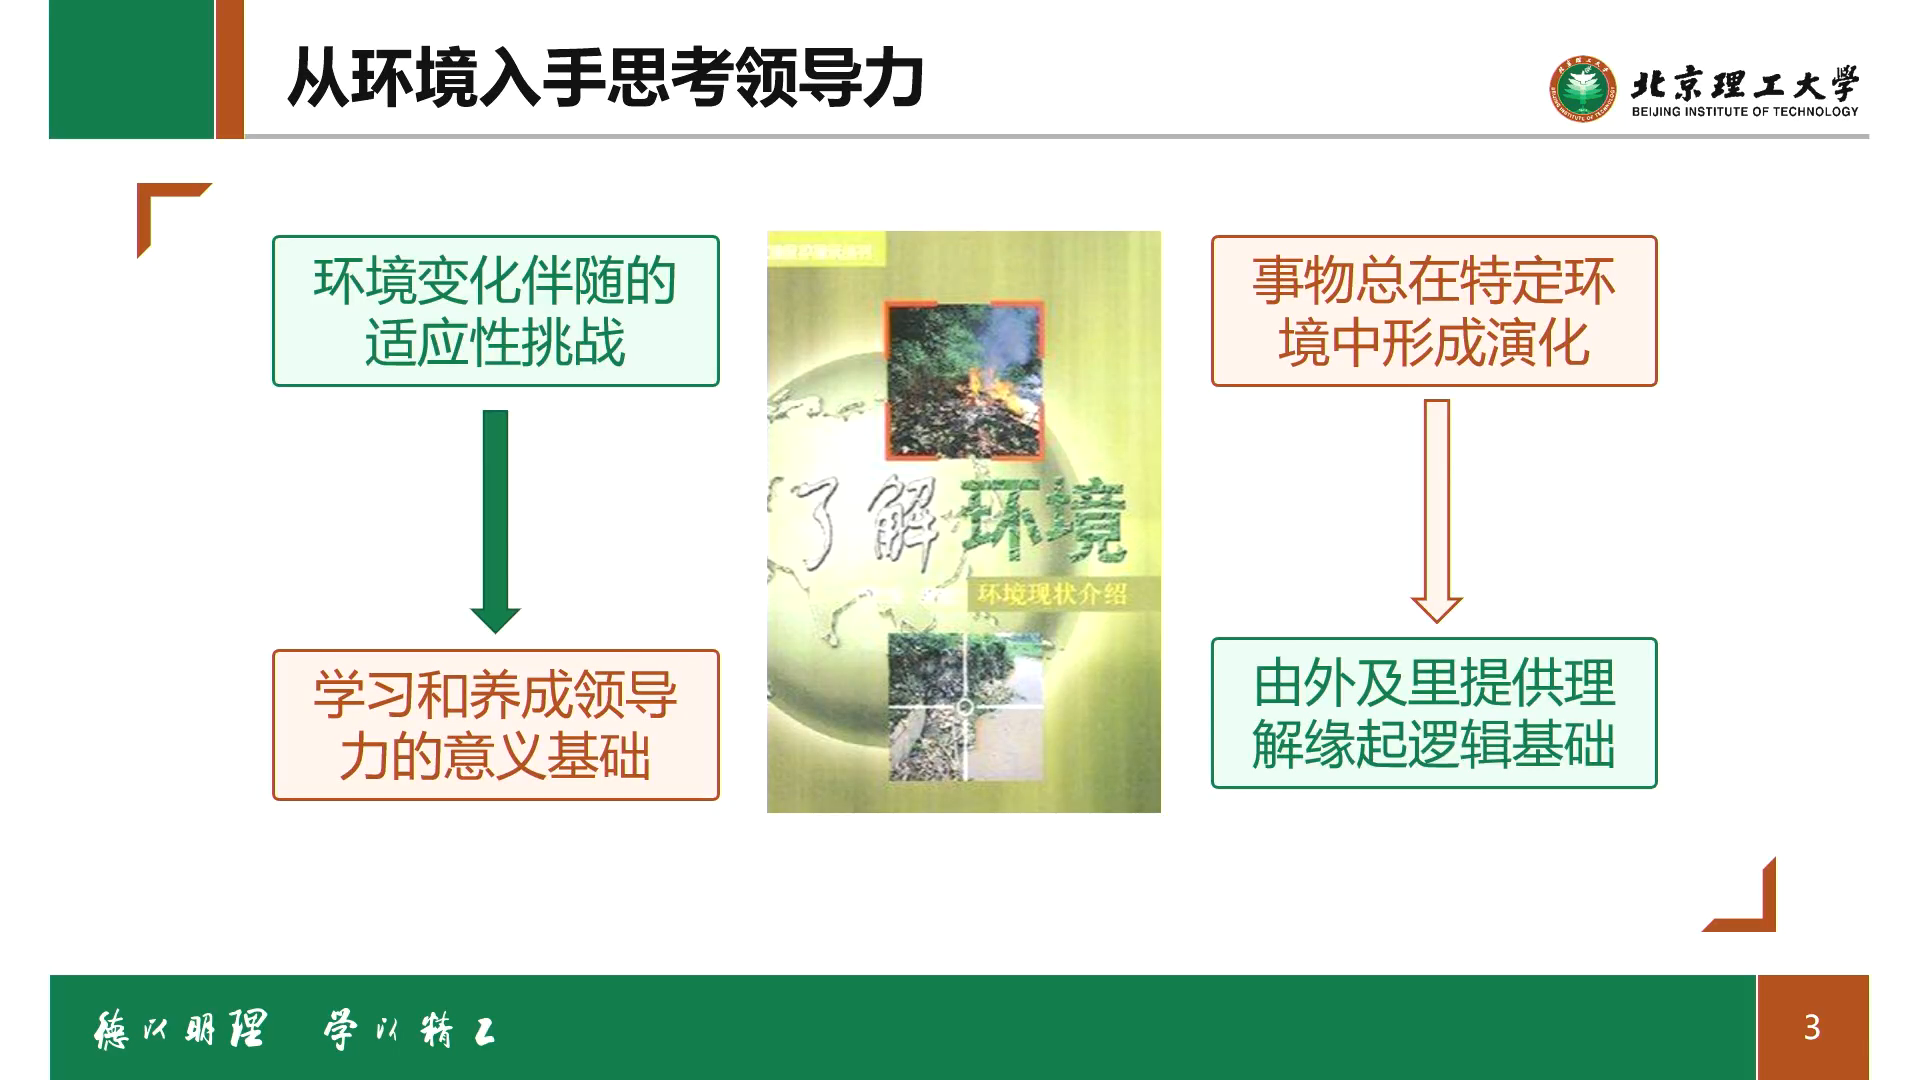 从环境入手思考领导力
北京理工大学
BEIJING INSTITUTE OF TECHNOLOGY
环境变化伴随的
适应性挑战
学习和养成领导
力的意义基础
了解环境
环境现状介绍
事物总在特定环
境中形成演化
由外及里提供理
解缘起逻辑基础
德以明理 学以精工
3